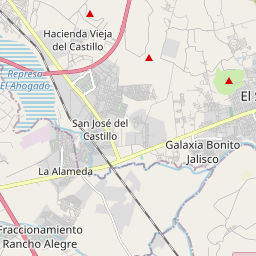 Hacienda Vieja
del Castillo
Represa
El Ahogado
El S
San José del
Castillo
Galaxia Bonito
Jalisco
La Alameda
Fraccionamiento
Rancho Alegre